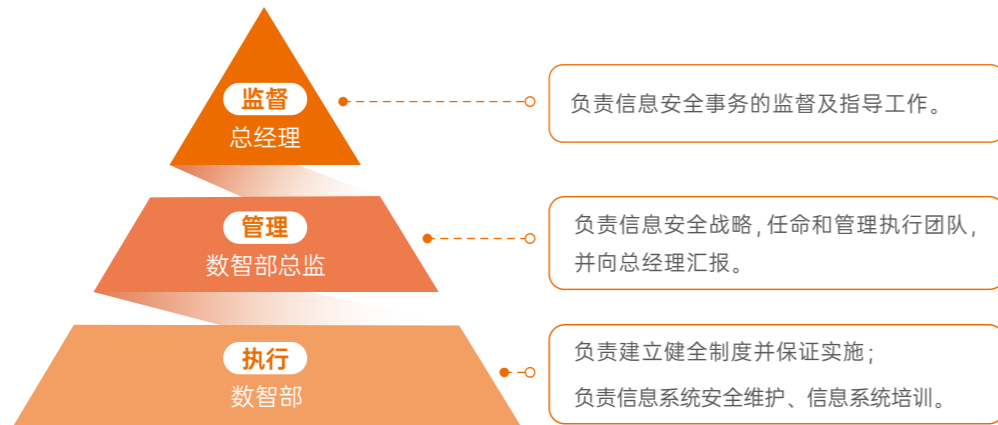 监督
总经理
负责信息安全事务的监督及指导工作。
管理
数智部总监
负责信息安全战略,任命和管理执行团队,
并向总经理汇报。
执行
数智部
负责建立健全制度并保证实施;
负责信息系统安全维护、信息系统培训。